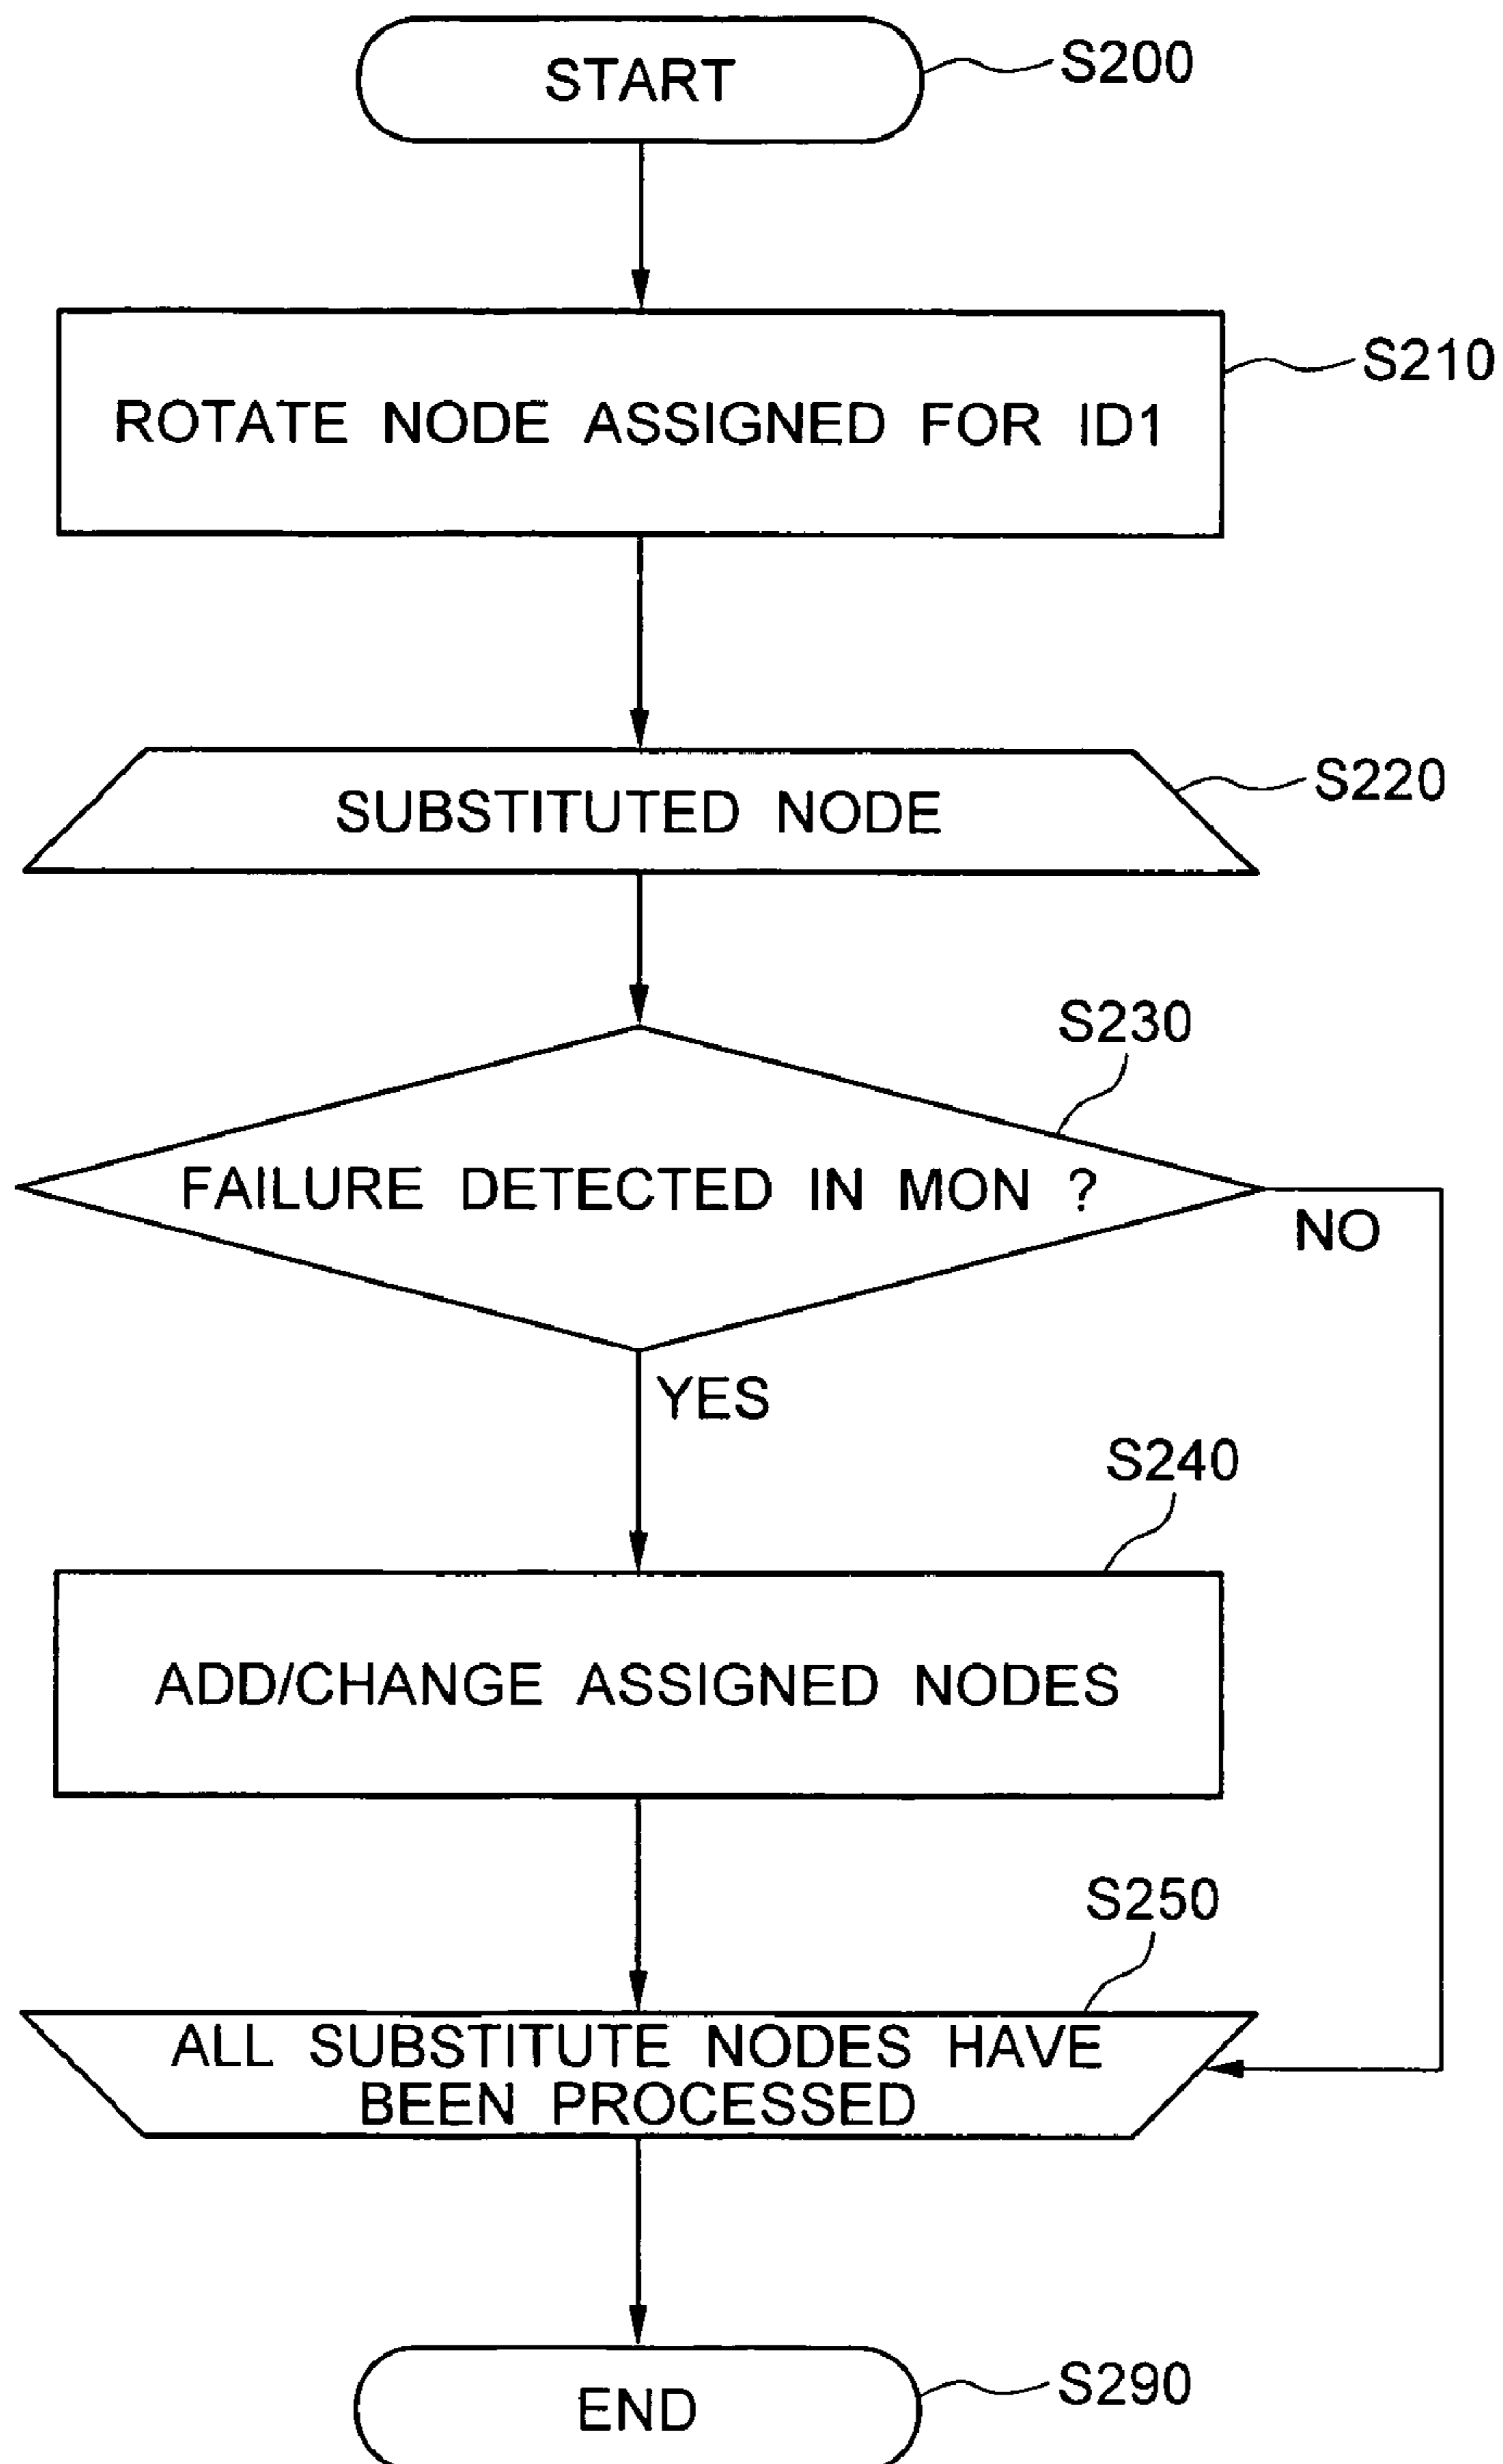 START
S200
ROTATE NODE ASSIGNED FOR ID1
S210
SUBSTITUTED NODE
S220
S230
FAILURE DETECTED IN MON ?
NO
YES
S240
ADD/CHANGE ASSIGNED NODES
S250
ALL SUBSTITUTE NODES HAVE
BEEN PROCESSED
END
S290